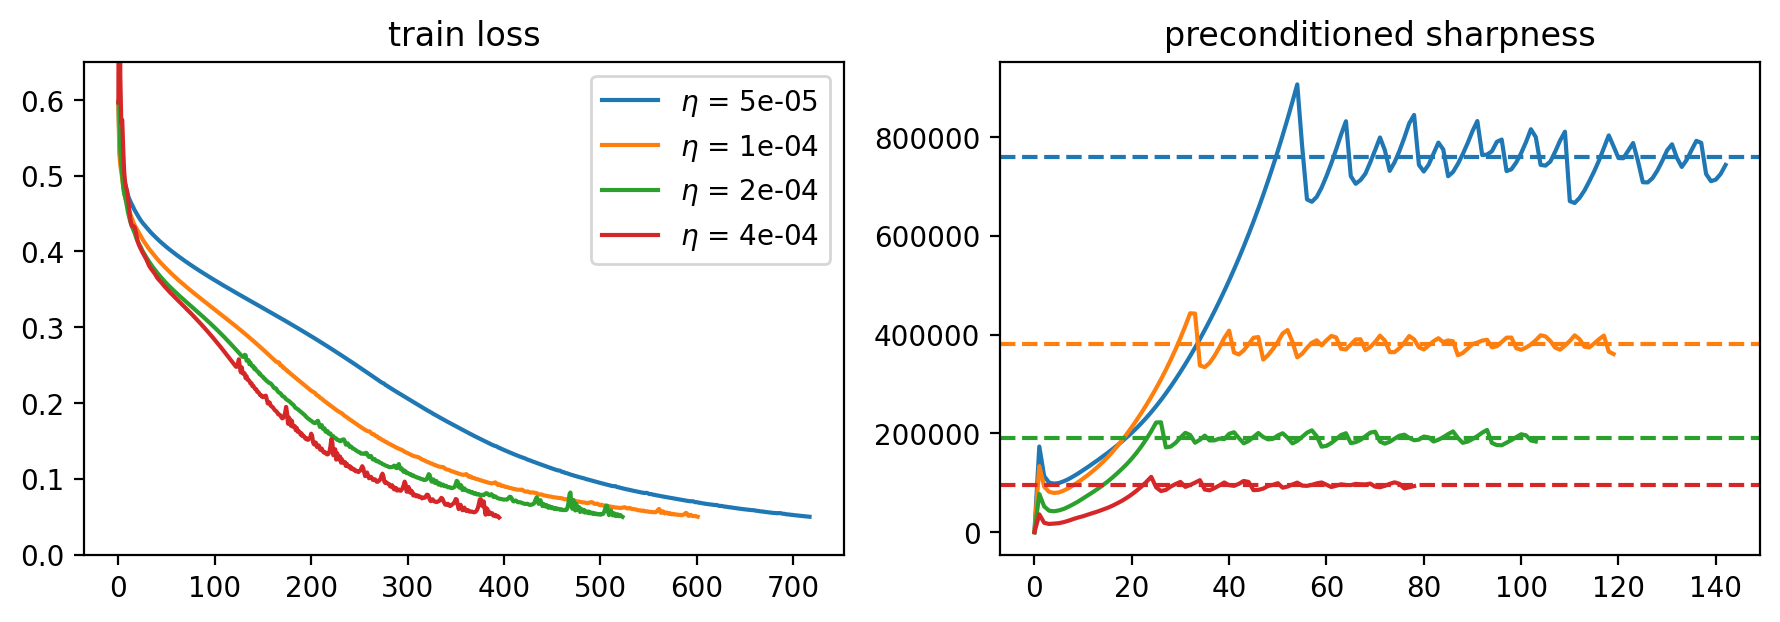 train loss
0.6
0.5
0.4
0.3
0.2
0.1
0.0
0 100 200 300 400 500 600 700
η = 5e-05
η = 1e-04
η = 2e-04
η = 4e-04
preconditioned sharpness
800000
600000
400000
200000
0
0 20 40 60 80 100 120 140